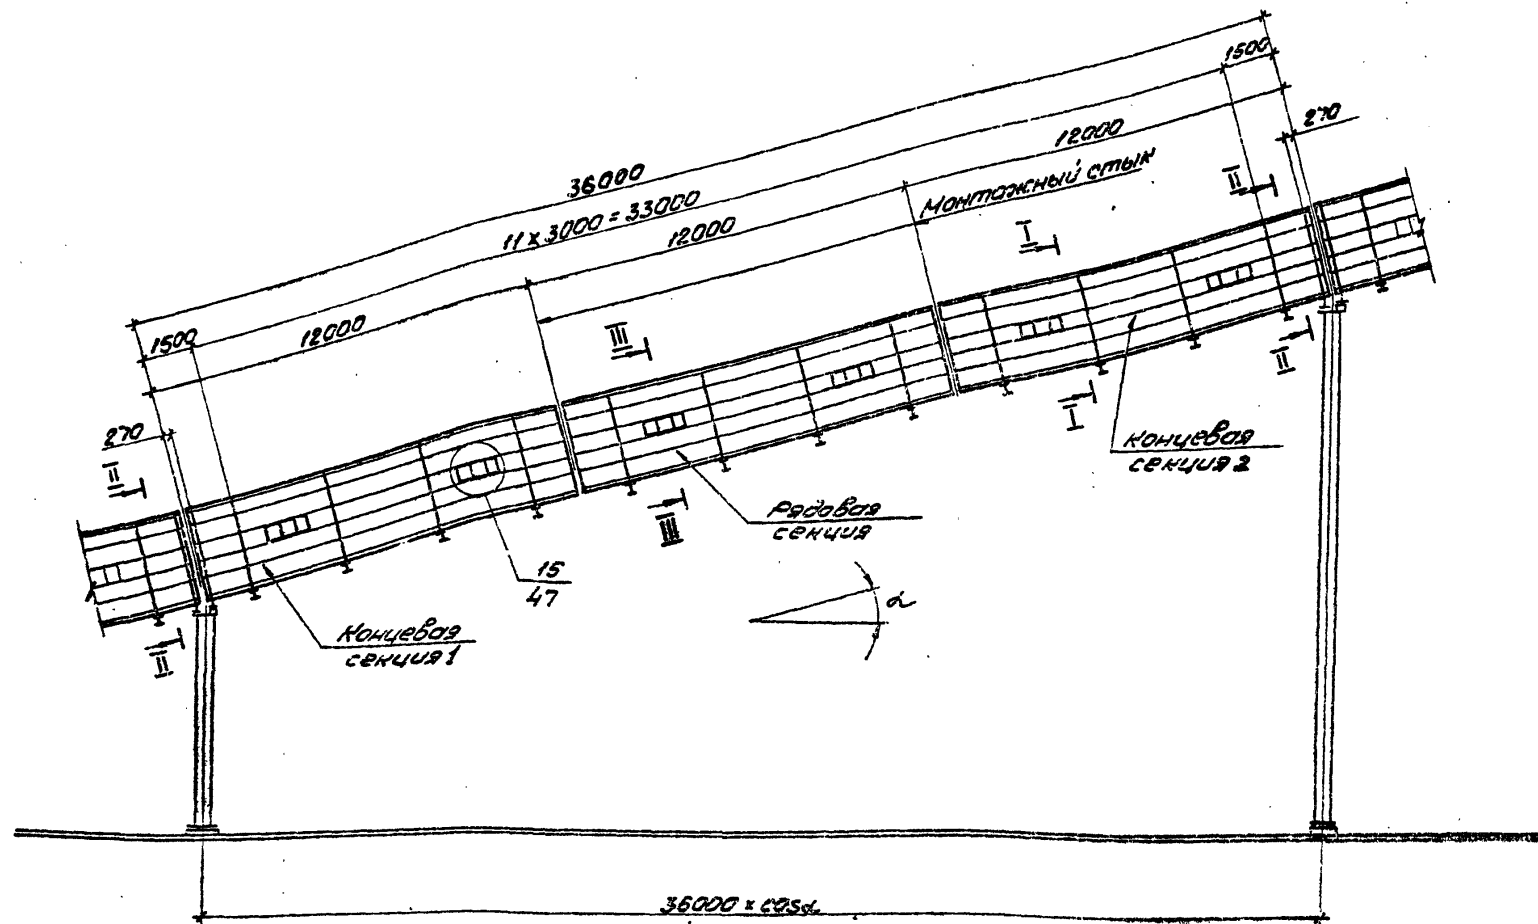 1500
36000
11 x 3000 = 33000
12000
270
12000
Монтажный стык
II
I
1500
12000
III
270
II
I
II
Концевая
секция 2
III
Рядовая
секция
15
47
α
Концевая
секция 1
II
36000 x cosα